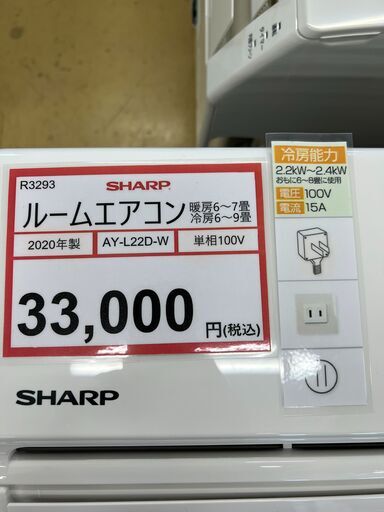 R3293
SHARP
ルームエアコン 暖房6～7畳 冷房6～9畳
2020年製 AY-L22D-W 単相100V
33,000 円(税込)
冷房能力
2.2kW～2.4kW
おもに6～8畳に使用
電圧 100V
電流 15A
SHARP